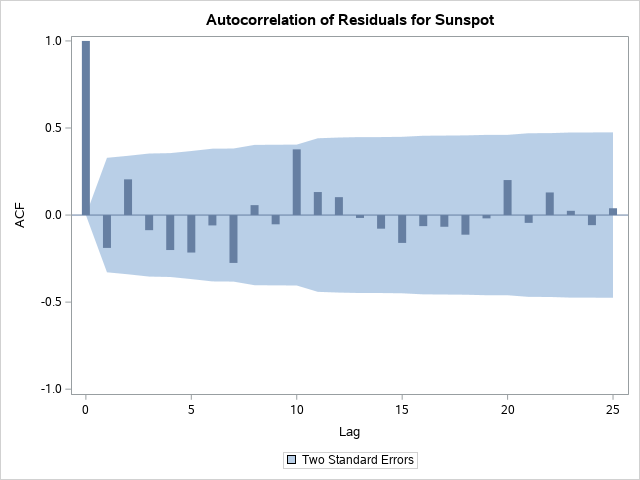 Autocorrelation of Residuals for Sunspot
1.0
0.5
0.0
-0.5
-1.0
ACF
0 5 10 15 20 25
Lag
Two Standard Errors